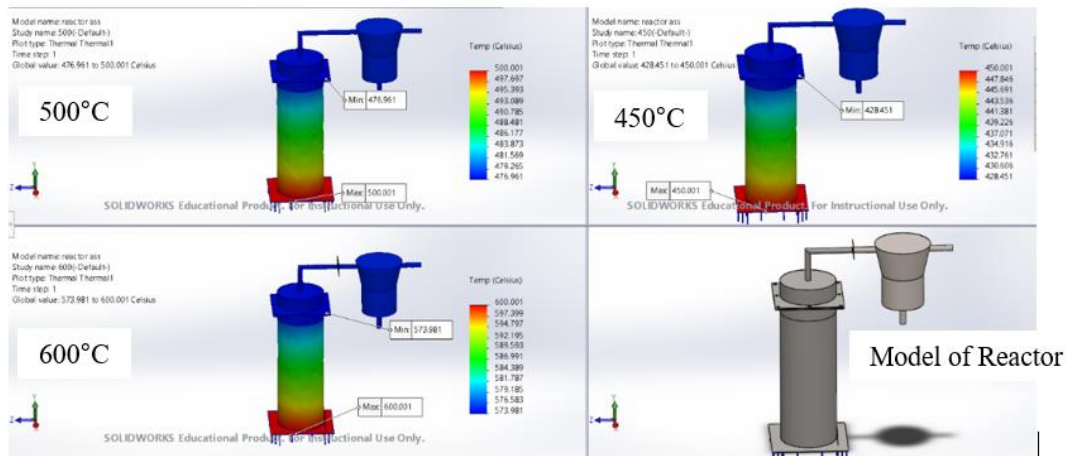 Model name: reactor ass
Study name: 500(-Default-)
Plot type: Thermal Thermal1
Time step: 1
Global value: 476.961 to 500.001 Celsius
500°C
Min: 476.961
Max: 500.001
Temp (Celsius)
500.001
497.697
495.393
493.089
490.785
488.481
486.177
483.873
481.569
479.265
476.961
Y
Z
SOLIDWORKS Educational Product. For Instructional Use Only.
Model name: reactor ass
Study name: 450(-Default-)
Plot type: Thermal Thermal1
Time step: 1
Global value: 428.451 to 450.001 Celsius
450°C
Min: 428.451
Max: 450.001
Temp (Celsius)
450.001
447.846
445.691
443.536
441.381
439.226
437.071
434.916
432.761
430.606
428.451
Y
Z
SOLIDWORKS Educational Product. For Instructional Use Only.
Model name: reactor ass
Study name: 600(-Default-)
Plot type: Thermal Thermal1
Time step: 1
Global value: 573.981 to 600.001 Celsius
600°C
Min: 573.981
Max: 600.001
Temp (Celsius)
600.001
597.399
594.797
592.195
589.593
586.991
584.389
581.787
579.185
576.583
573.981
Y
Z
SOLIDWORKS Educational Product. For Instructional Use Only.
Model of Reactor
Y
Z